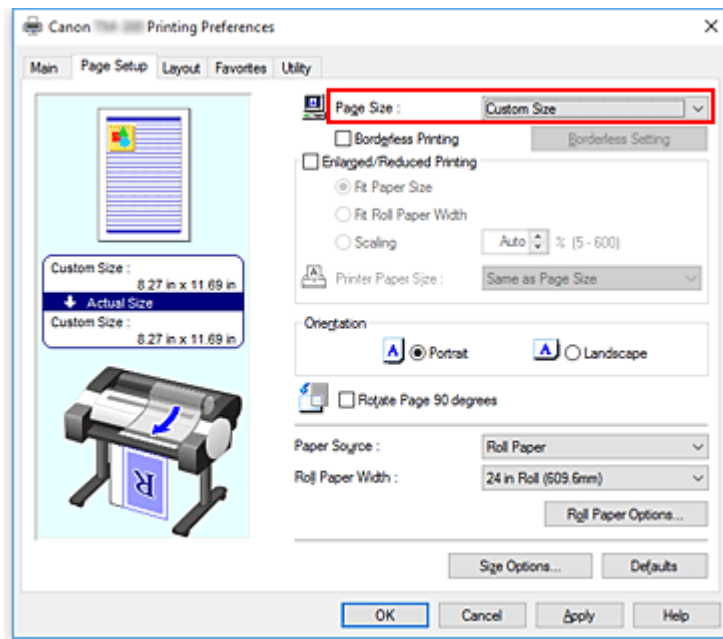 Canon Printing Preferences
Main Page Setup Layout Favorites Utility
Page Size : Custom Size
Borderless Printing Borderless Setting
Enlarged/Reduced Printing
Fit Paper Size
Fit Roll Paper Width
Scaling Auto % (5 - 600)
Printer Paper Size : Same as Page Size
Custom Size :
8.27 in x 11.69 in
Actual Size
Custom Size :
8.27 in x 11.69 in
Orientation
A Portrait A Landscape
Rotate Page 90 degrees
Paper Source : Roll Paper
Roll Paper Width : 24 in Roll (609.6mm)
Roll Paper Options...
R
Size Options... Defaults
OK Cancel Apply Help